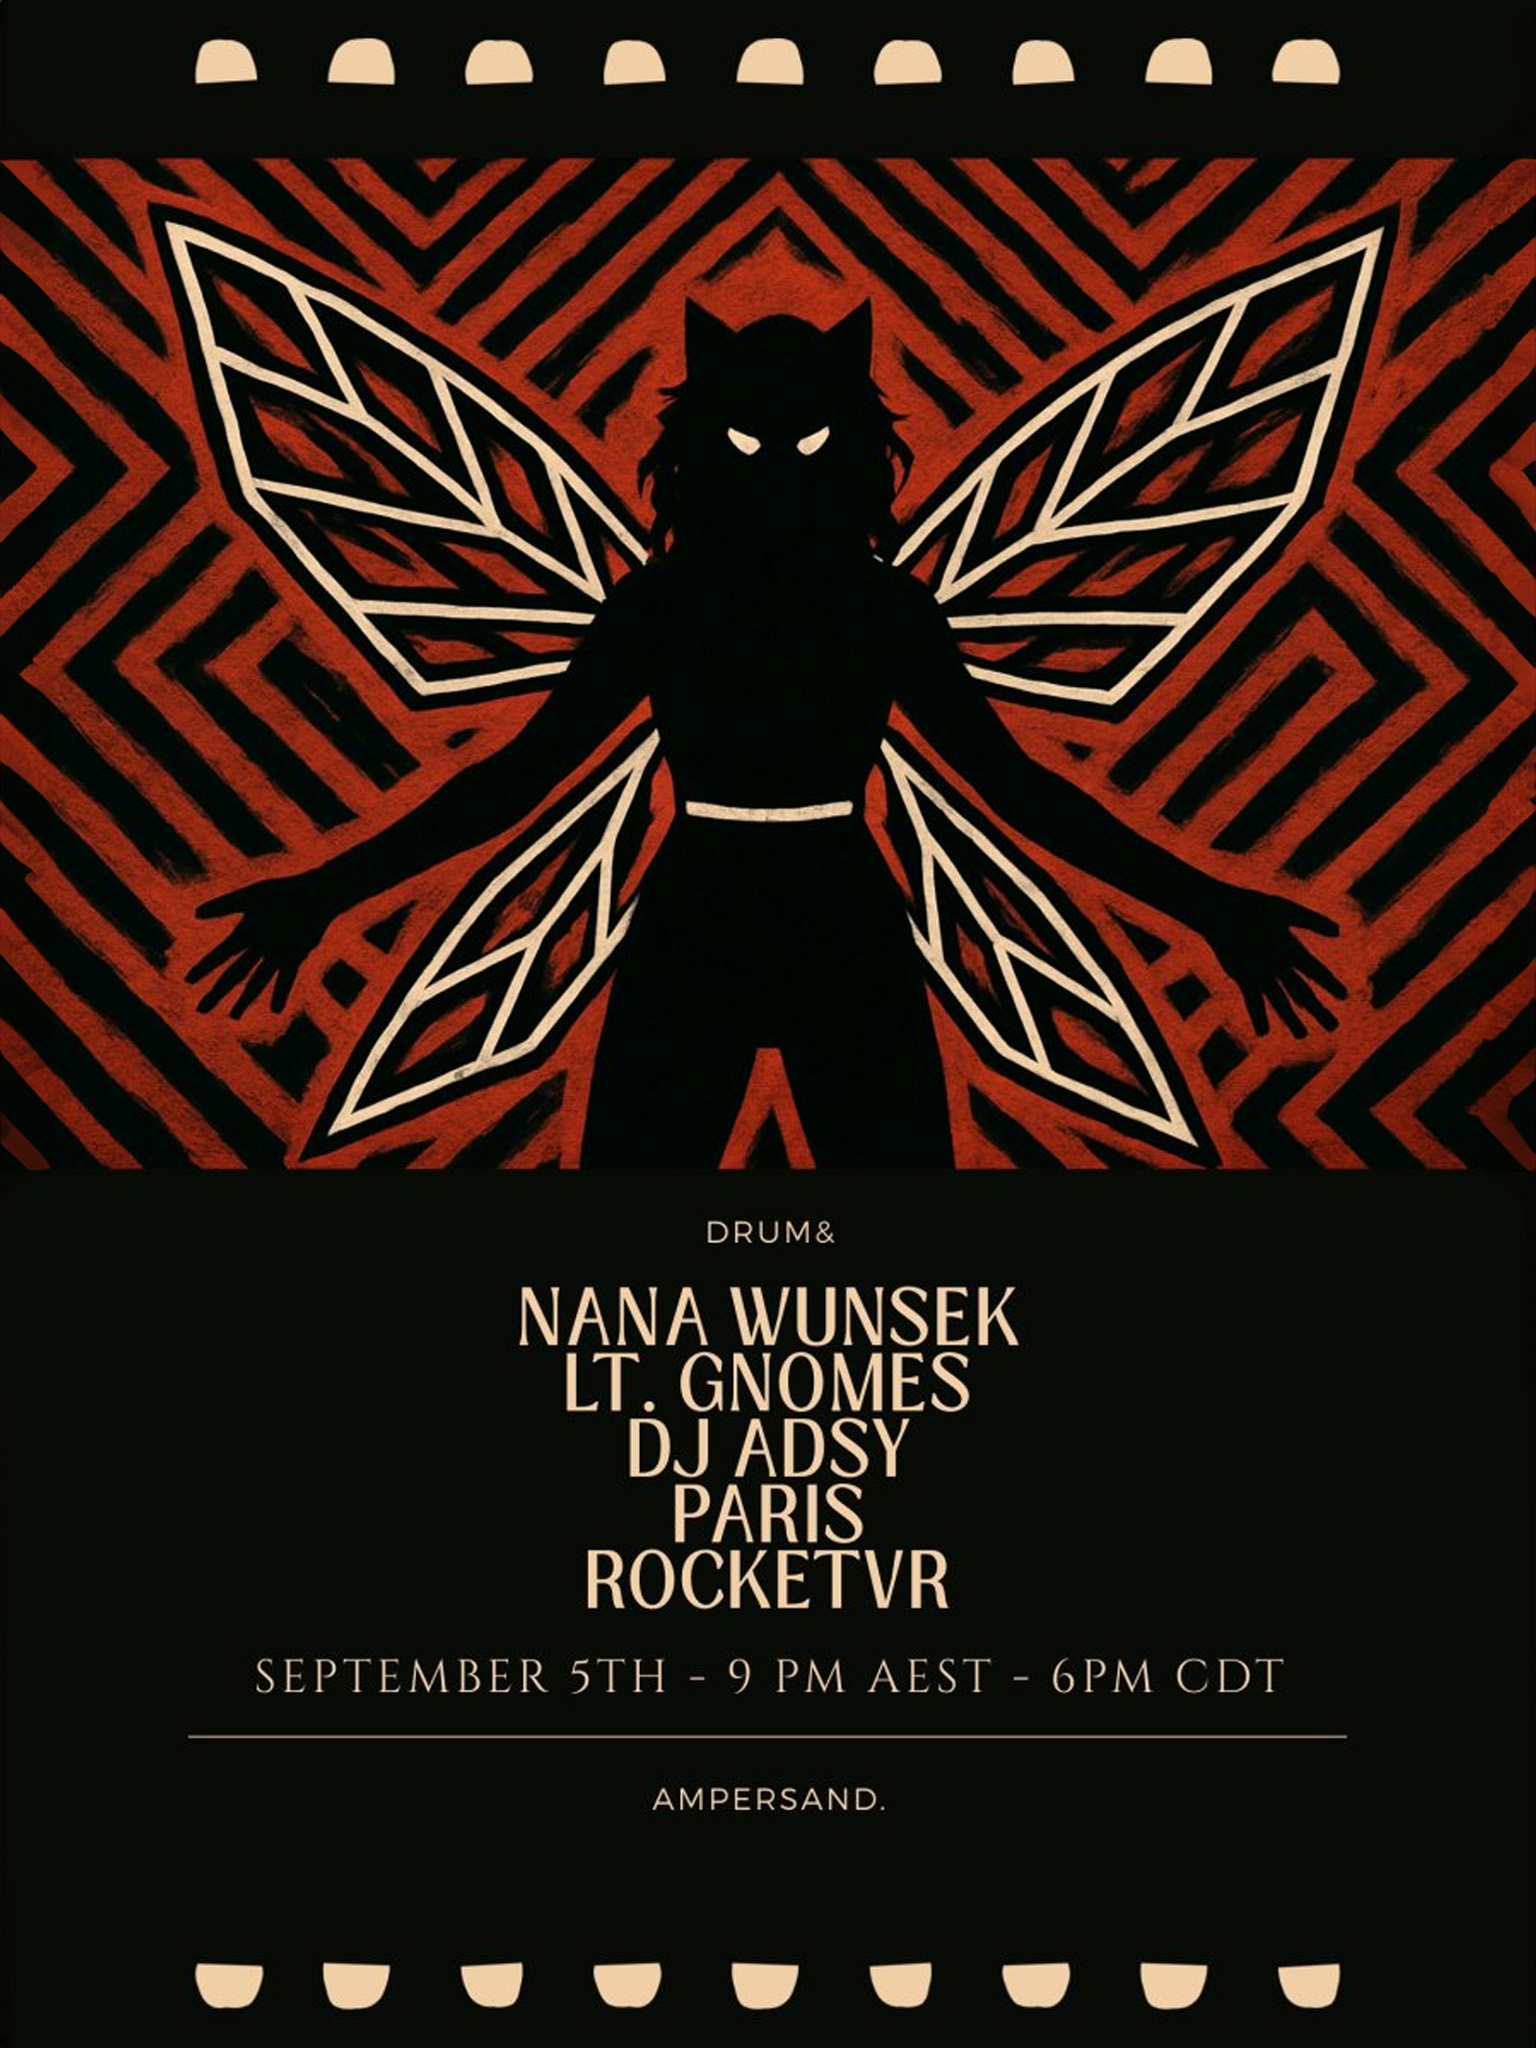 DRUM&
NANA WUNSEK
LT. GNOMES
DJ ADSY
PARIS
ROCKETVR
SEPTEMBER 5TH - 9 PM AEST - 6PM CDT
AMPERSAND.